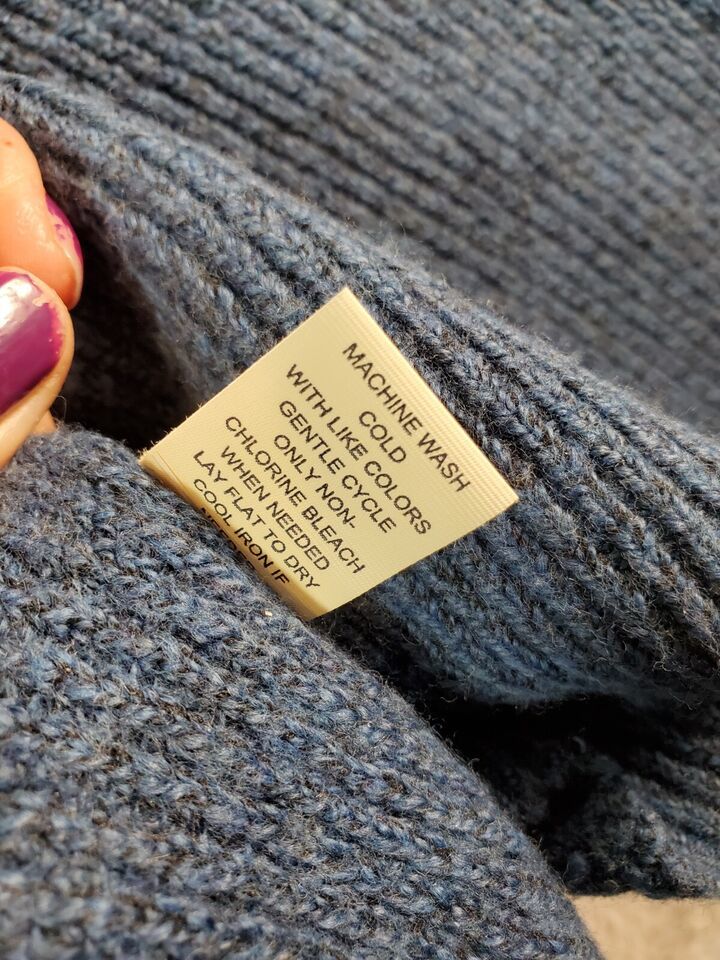 MACHINE WASH
COLD
WITH LIKE COLORS
GENTLE CYCLE
ONLY NON-
CHLORINE BLEACH
WHEN NEEDED
LAY FLAT TO DRY
COOL IRON IF